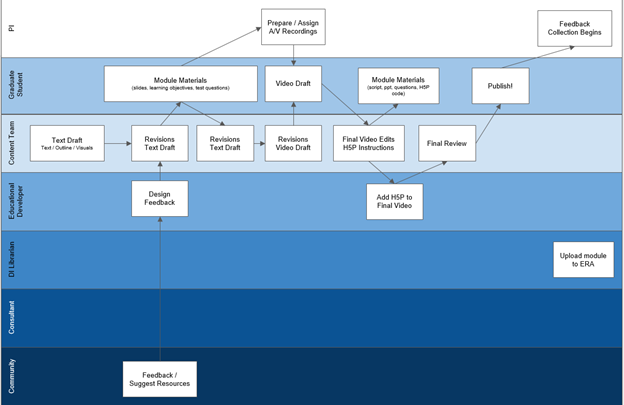 PI
Prepare / Assign
A/V Recordings
Feedback
Collection Begins
Graduate
Student
Module Materials
(slides, learning objectives, test questions)
Video Draft
Module Materials
(script, ppt, questions, H5P
code)
Publish!
Content Team
Text Draft
Text / Outline / Visuals
Revisions
Text Draft
Revisions
Text Draft
Revisions
Video Draft
Final Video Edits
H5P Instructions
Final Review
Educational
Developer
Design
Feedback
Add H5P to
Final Video
DI Librarian
Upload module
to ERA
Consultant
Community
Feedback /
Suggest Resources